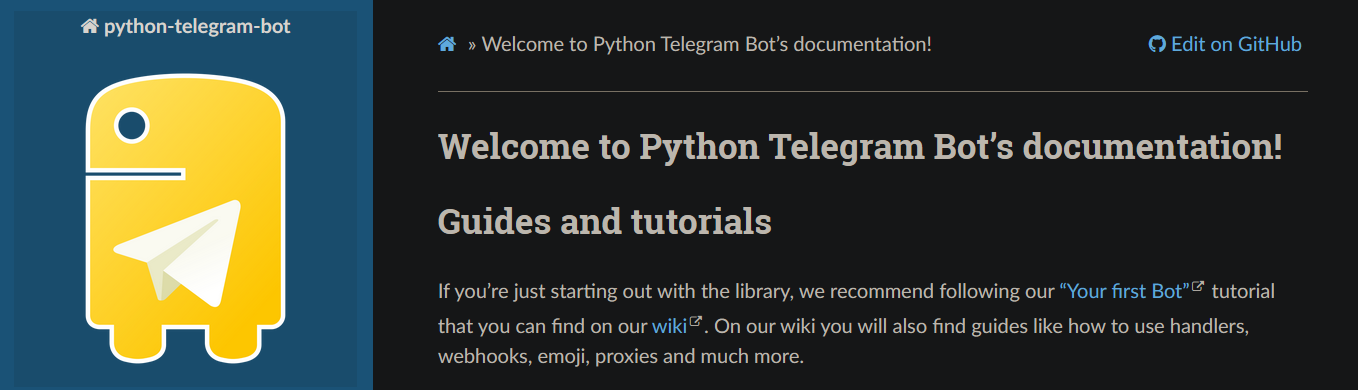 python-telegram-bot
» Welcome to Python Telegram Bot’s documentation!
Edit on GitHub
Welcome to Python Telegram Bot’s documentation!
Guides and tutorials
If you’re just starting out with the library, we recommend following our “Your first Bot” tutorial
that you can find on our wiki. On our wiki you will also find guides like how to use handlers,
webhooks, emoji, proxies and much more.